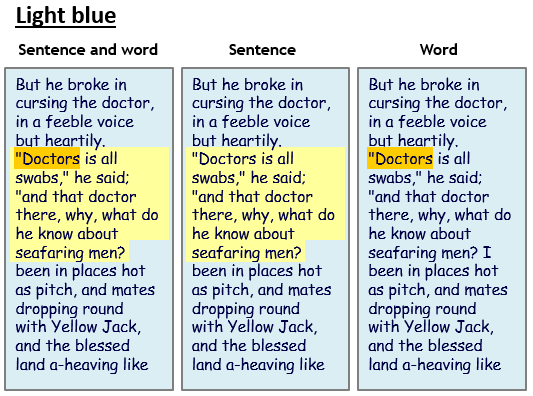 Light blue
Sentence and word
But he broke in
cursing the doctor,
in a feeble voice
but heartily.
"Doctors is all
swabs," he said;
"and that doctor
there, why, what do
he know about
seafaring men?
been in places hot
as pitch, and mates
dropping round
with Yellow Jack,
and the blessed
land a-heaving like
Sentence
But he broke in
cursing the doctor,
in a feeble voice
but heartily.
"Doctors is all
swabs," he said;
"and that doctor
there, why, what do
he know about
seafaring men?
been in places hot
as pitch, and mates
dropping round
with Yellow Jack,
and the blessed
land a-heaving like
Word
But he broke in
cursing the doctor,
in a feeble voice
but heartily.
"Doctors is all
swabs," he said;
"and that doctor
there, why, what do
he know about
seafaring men? I
been in places hot
as pitch, and mates
dropping round
with Yellow Jack,
and the blessed
land a-heaving like